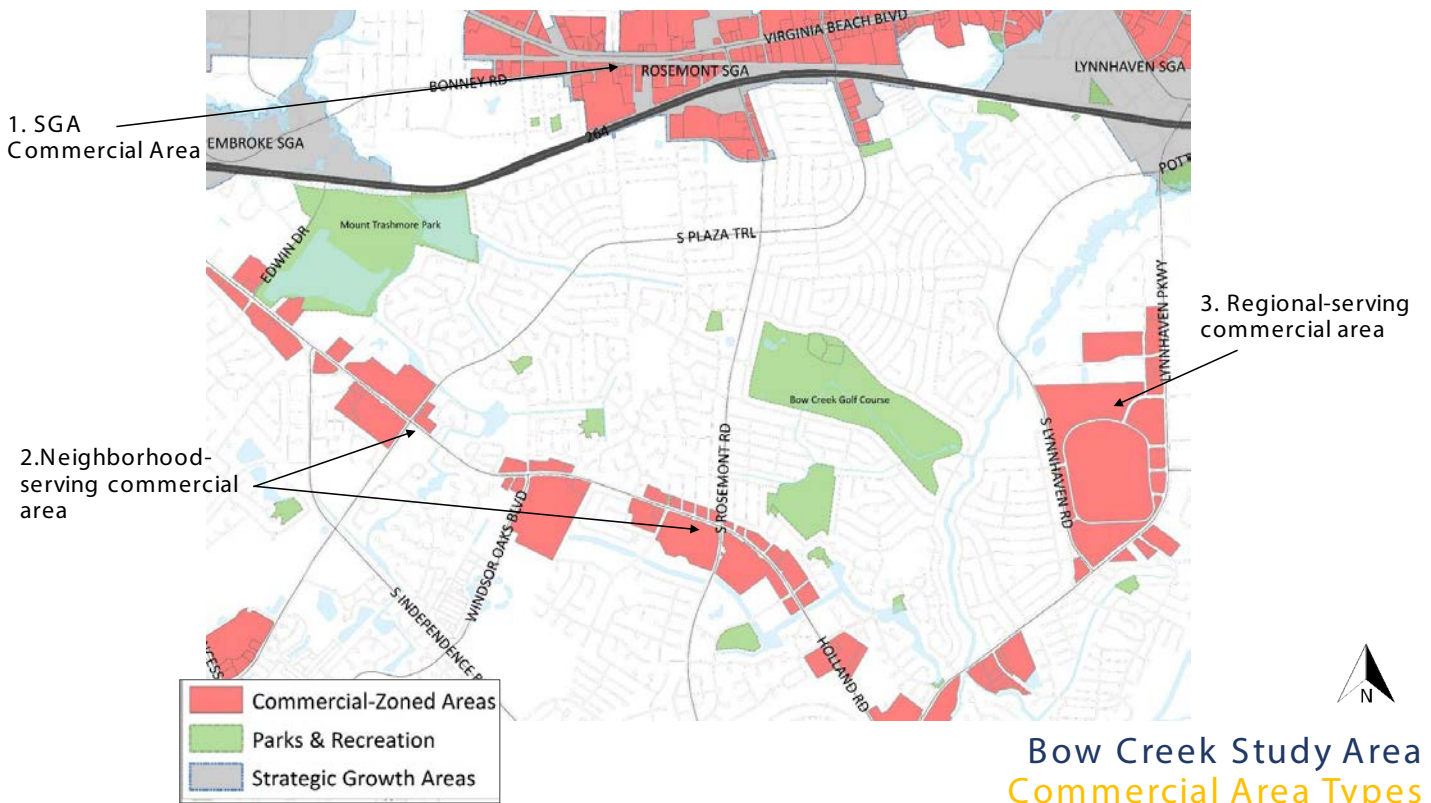 VIRGINIA BEACH BLVD
ROSEMONT SGA
LYNNHAVEN SGA
BONNEY RD
264
1. SGA
Commercial Area
EMBROKE SGA
POTT
Mount Trashmore Park
EDWIN DR
S PLAZA TRL
LYNNHAVEN PKWY
3. Regional-serving
commercial area
Bow Creek Golf Course
S LYNNHAVEN RD
S ROSEMONT RD
2.Neighborhood-
serving commercial
area
WINDSOR OAKS BLVD
S INDEPENDENCE
HOLLAND RD
NCESS
Commercial-Zoned Areas
Parks & Recreation
Strategic Growth Areas
N
Bow Creek Study Area
Commercial Area Types